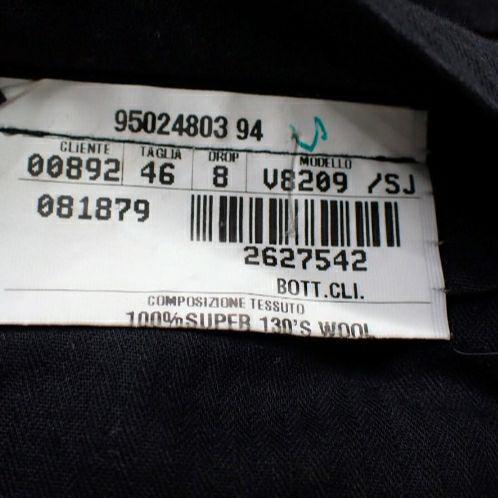 95024803 94
CLIENTE TAGLIA DROP MODELLO
00892 46 8 V8209 /SJ
081879
2627542
BOTT.CLI.
COMPOSIZIONE TESSUTO
100%SUPER 130'S WOOL